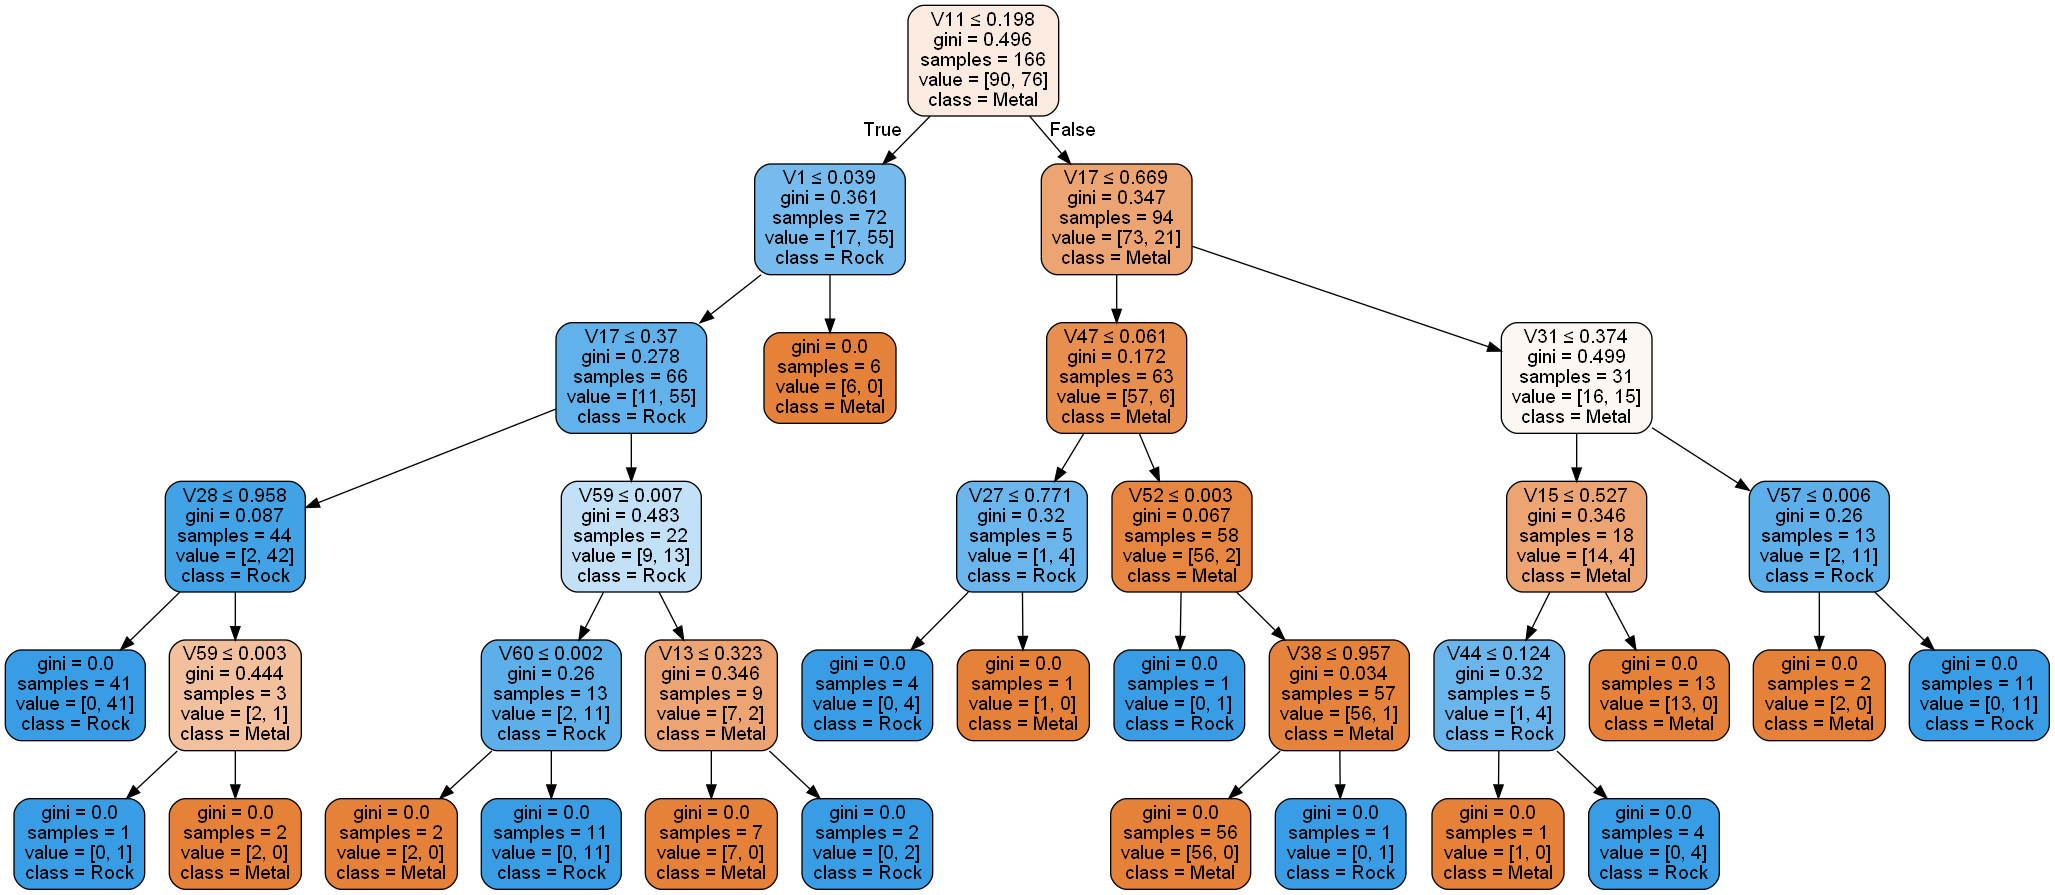 V11 ≤ 0.198
gini = 0.496
samples = 166
value = [90, 76]
class = Metal
True
False
V1 ≤ 0.039
gini = 0.361
samples = 72
value = [17, 55]
class = Rock
V17 ≤ 0.669
gini = 0.347
samples = 94
value = [73, 21]
class = Metal
V17 ≤ 0.37
gini = 0.278
samples = 66
value = [11, 55]
class = Rock
gini = 0.0
samples = 6
value = [6, 0]
class = Metal
V47 ≤ 0.061
gini = 0.172
samples = 63
value = [57, 6]
class = Metal
V31 ≤ 0.374
gini = 0.499
samples = 31
value = [16, 15]
class = Metal
V28 ≤ 0.958
gini = 0.087
samples = 44
value = [2, 42]
class = Rock
V59 ≤ 0.007
gini = 0.483
samples = 22
value = [9, 13]
class = Rock
V27 ≤ 0.771
gini = 0.32
samples = 5
value = [1, 4]
class = Rock
V52 ≤ 0.003
gini = 0.067
samples = 58
value = [56, 2]
class = Metal
V15 ≤ 0.527
gini = 0.346
samples = 18
value = [14, 4]
class = Metal
V57 ≤ 0.006
gini = 0.26
samples = 13
value = [2, 11]
class = Rock
gini = 0.0
samples = 41
value = [0, 41]
class = Rock
V59 ≤ 0.003
gini = 0.444
samples = 3
value = [2, 1]
class = Metal
V60 ≤ 0.002
gini = 0.26
samples = 13
value = [2, 11]
class = Rock
V13 ≤ 0.323
gini = 0.346
samples = 9
value = [7, 2]
class = Metal
gini = 0.0
samples = 4
value = [0, 4]
class = Rock
gini = 0.0
samples = 1
value = [1, 0]
class = Metal
gini = 0.0
samples = 1
value = [0, 1]
class = Rock
V38 ≤ 0.957
gini = 0.034
samples = 57
value = [56, 1]
class = Metal
V44 ≤ 0.124
gini = 0.32
samples = 5
value = [1, 4]
class = Rock
gini = 0.0
samples = 13
value = [13, 0]
class = Metal
gini = 0.0
samples = 2
value = [2, 0]
class = Metal
gini = 0.0
samples = 11
value = [0, 11]
class = Rock
gini = 0.0
samples = 1
value = [0, 1]
class = Rock
gini = 0.0
samples = 2
value = [2, 0]
class = Metal
gini = 0.0
samples = 2
value = [2, 0]
class = Metal
gini = 0.0
samples = 11
value = [0, 11]
class = Rock
gini = 0.0
samples = 7
value = [7, 0]
class = Metal
gini = 0.0
samples = 2
value = [0, 2]
class = Rock
gini = 0.0
samples = 56
value = [56, 0]
class = Metal
gini = 0.0
samples = 1
value = [0, 1]
class = Rock
gini = 0.0
samples = 1
value = [1, 0]
class = Metal
gini = 0.0
samples = 4
value = [0, 4]
class = Rock